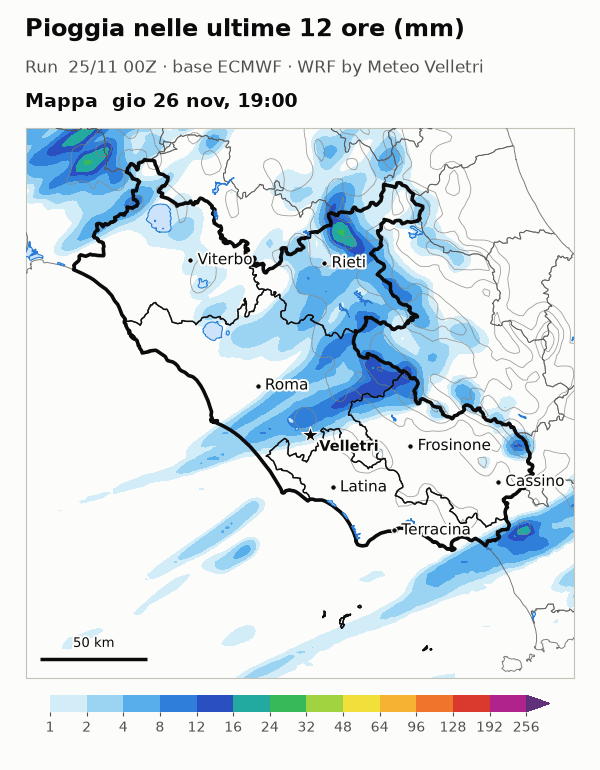 Pioggia nelle ultime 12 ore (mm)
Run  25/11 00Z · base ECMWF · WRF by Meteo Velletri
Mappa  gio 26 nov, 19:00
Viterbo
Rieti
Roma
Velletri
Frosinone
Latina
Cassino
Terracina
50 km
1 2 4 8 12 16 24 32 48 64 96 128 192 256